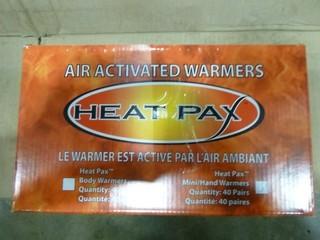 AIR ACTIVATED WARMERS
HEAT PAX
LE WARMER EST ACTIVE PAR L'AIR AMBIANT
Heat Pax™
Body Warmers
Quantity:
Quantité
Heat Pax™
Mini/Hand Warmers
Quantity: 40 Pairs
Quantité: 40 paires